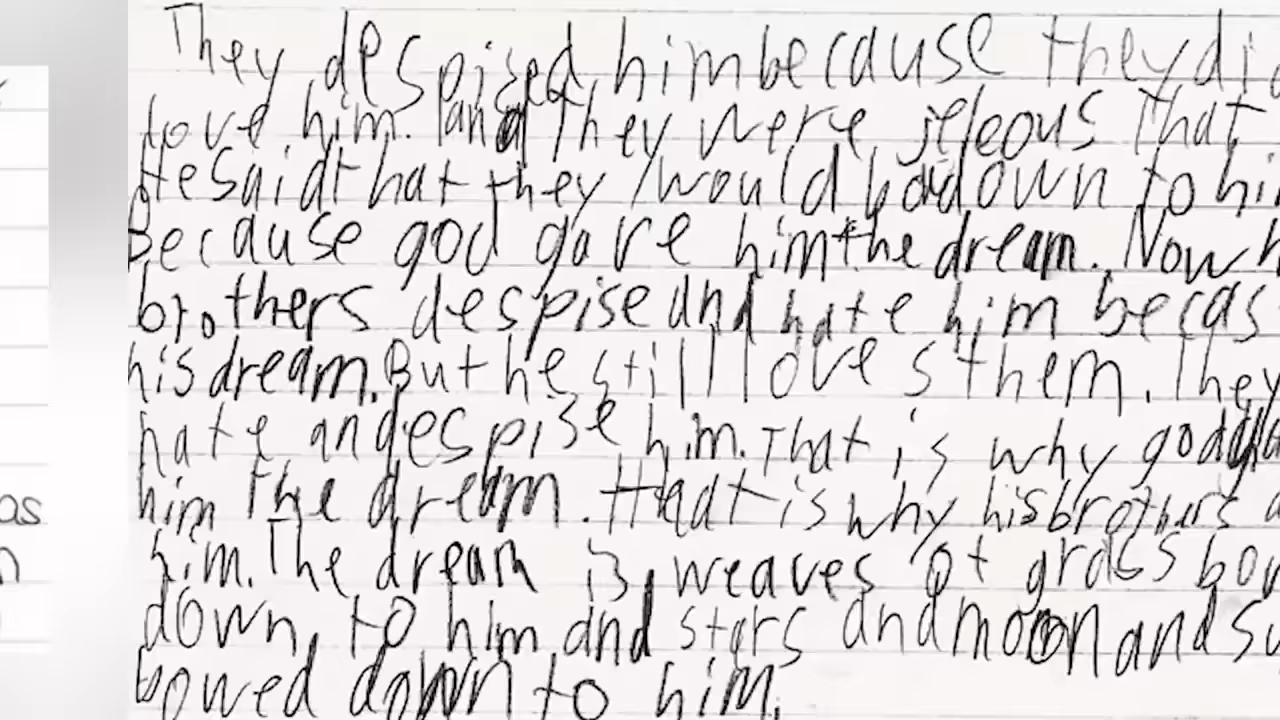 They despised him because they did
love him. and they were jeleous That
He said that they would bow down to hi
Because god gave him the dream. Now h
brothers despise and hate him becas
his dream. But he still loves them. They
hate an despise him. That is why god
him The dream. that is why his brothers
him. The dream is weaves of grass bow
down, to him and stars and moon and su
bowed down to him.
as
n